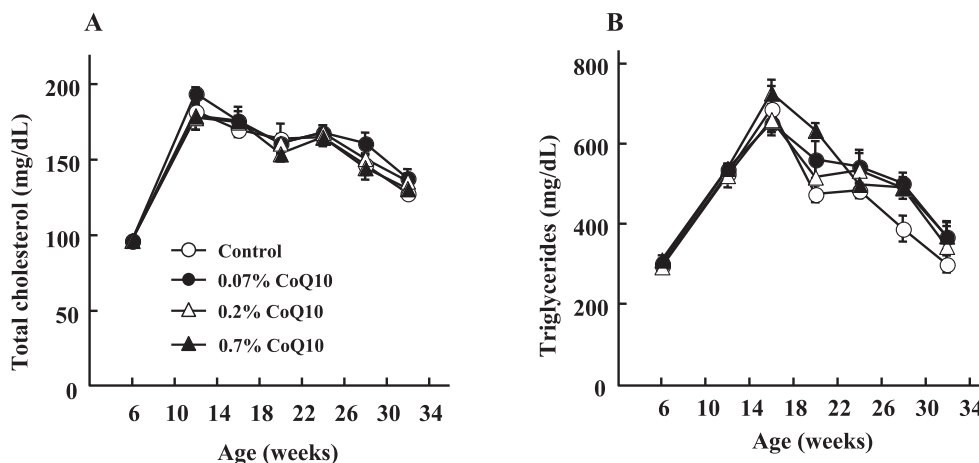 A
Total cholesterol (mg/dL)
200
150
100
50
0
Control
0.07% CoQ10
0.2% CoQ10
0.7% CoQ10
6 10 14 18 22 26 30 34
Age (weeks)
B
Triglycerides (mg/dL)
800
600
400
200
0
6 10 14 18 22 26 30 34
Age (weeks)